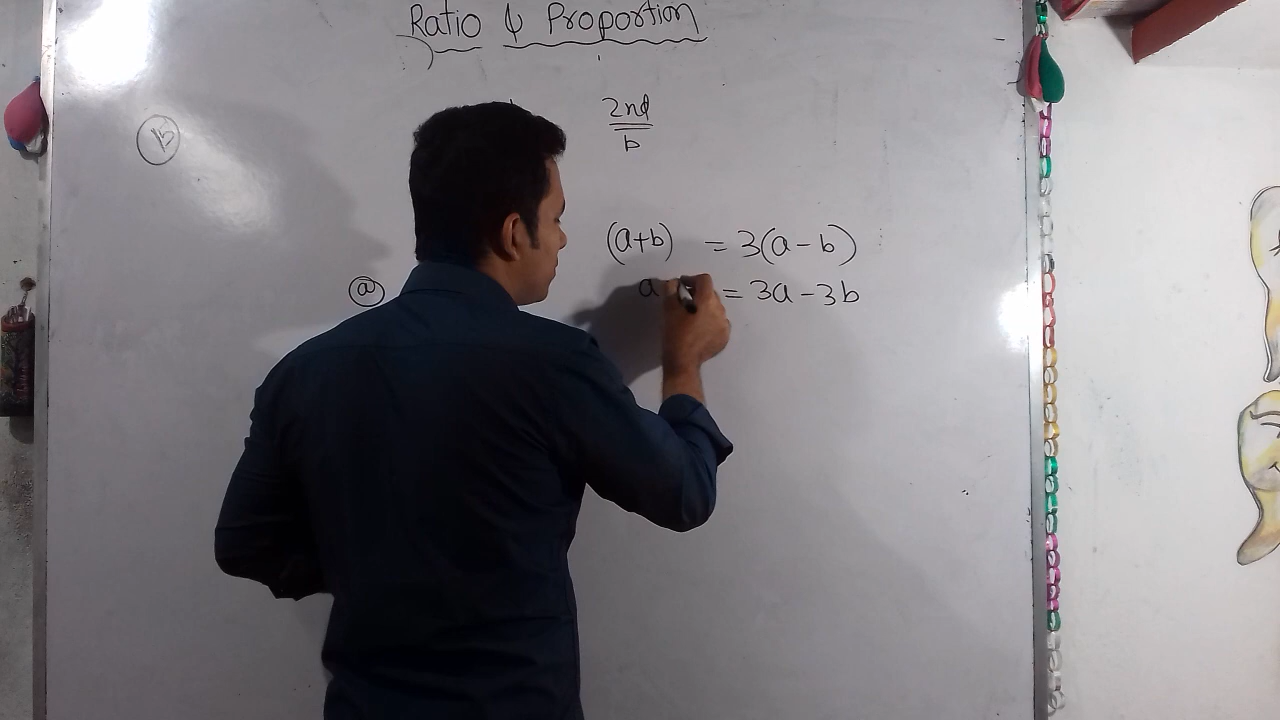 Ratio & Proportion
2nd
b
(a+b) = 3(a-b)
a = 3a-3b
(a)